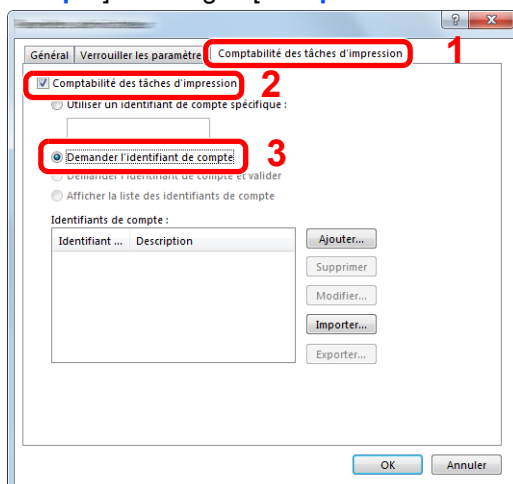 Général Verrouiller les paramètre Comptabilité des tâches d'impression 1
Comptabilité des tâches d'impression 2
Utiliser un identifiant de compte spécifique :
Demander l'identifiant de compte 3
Demander l'identifiant de compte et valider
Afficher la liste des identifiants de compte
Identifiants de compte :
Identifiant ... Description
Ajouter...
Supprimer
Modifier...
Importer...
Exporter...
OK Annuler